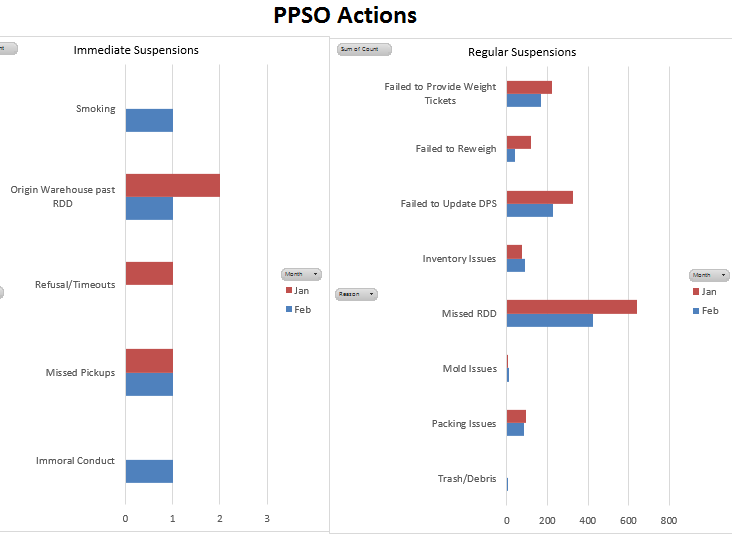 PPSO Actions
Immediate Suspensions
Smoking
Origin Warehouse past
RDD
Refusal/Timeouts
Missed Pickups
Immoral Conduct
0 1 2 3
Month
Jan
Feb
Sum of Count
Regular Suspensions
Failed to Provide Weight
Tickets
Failed to Reweigh
Failed to Update DPS
Inventory Issues
Reason
Missed RDD
Mold Issues
Packing Issues
Trash/Debris
0 200 400 600 800
Month
Jan
Feb